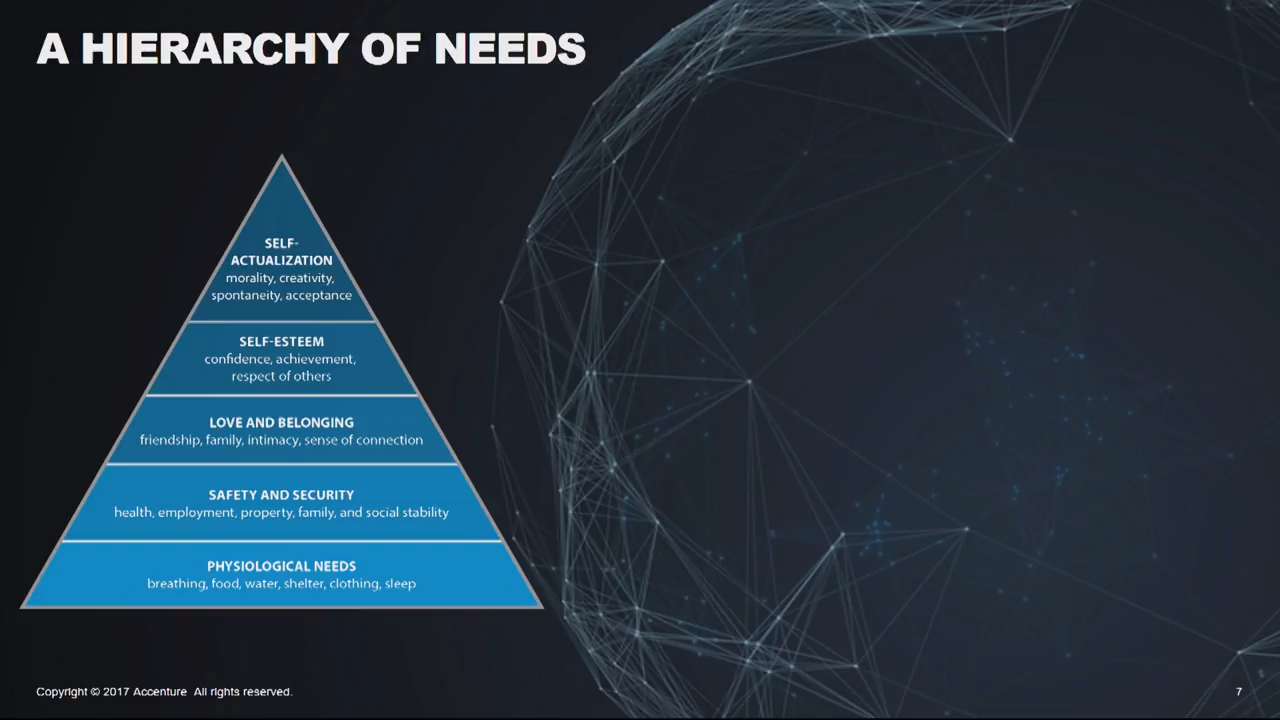 A HIERARCHY OF NEEDS
SELF-
ACTUALIZATION
morality, creativity,
spontaneity, acceptance
SELF-ESTEEM
confidence, achievement,
respect of others
LOVE AND BELONGING
friendship, family, intimacy, sense of connection
SAFETY AND SECURITY
health, employment, property, family, and social stability
PHYSIOLOGICAL NEEDS
breathing, food, water, shelter, clothing, sleep
Copyright © 2017 Accenture All rights reserved.
7